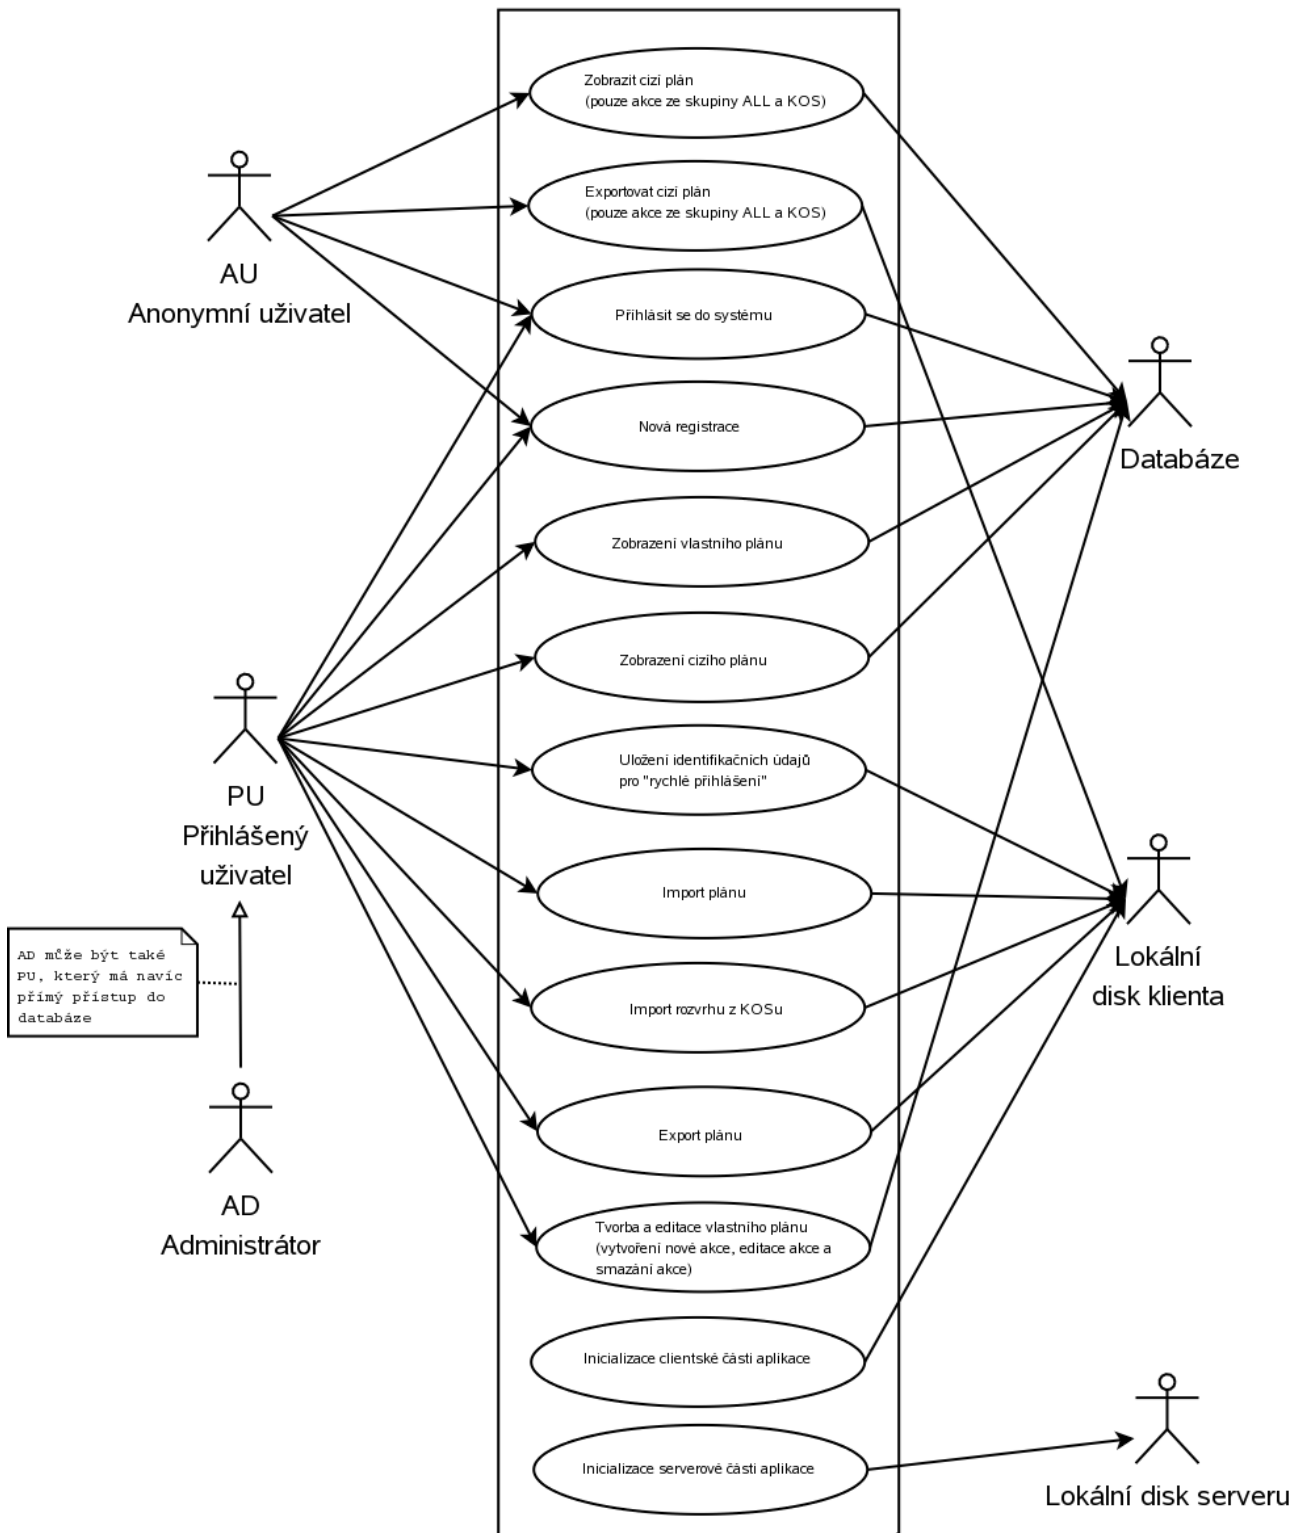 Zobrazit cizí plán
(pouze akce ze skupiny ALL a KOS)
Exportovat cizí plán
(pouze akce ze skupiny ALL a KOS)
AU
Anonymní uživatel
Přihlásit se do systému
Nová registrace
Databáze
Zobrazení vlastního plánu
Zobrazení cizího plánu
Uložení identifikačních údajů
pro "rychlé přihlášení"
PU
Přihlášený
uživatel
Import plánu
AD může být také
PU, který má navíc
přímý přístup do
databáze
Lokální
disk klienta
Import rozvrhu z KOSu
Export plánu
AD
Administrátor
Tvorba a editace vlastního plánu
(vytvoření nové akce, editace akce a
smazání akce)
Inicializace clientské části aplikace
Inicializace serverové části aplikace
Lokální disk serveru